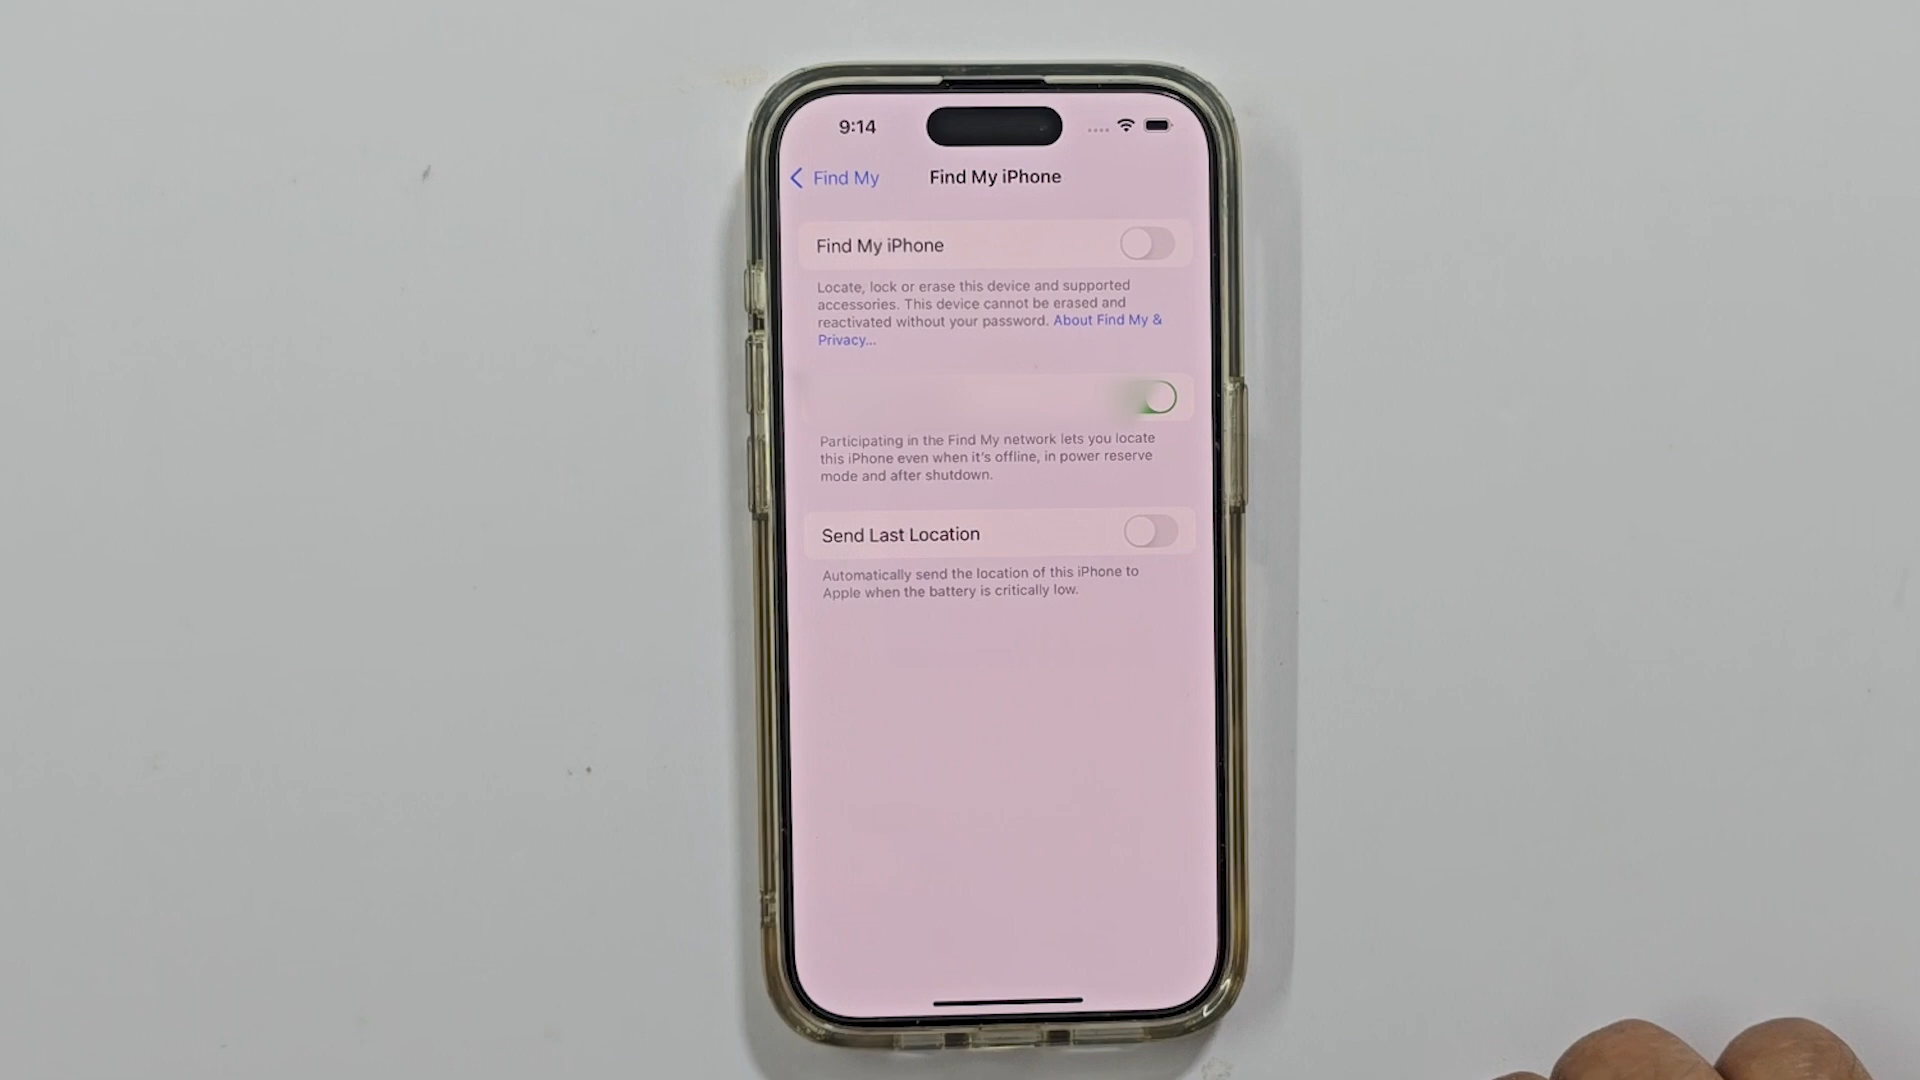 9:14
Find My
Find My iPhone
Find My iPhone
Locate, lock or erase this device and supported
accessories. This device cannot be erased and
reactivated without your password. About Find My &
Privacy...
Participating in the Find My network lets you locate
this iPhone even when it's offline, in power reserve
mode and after shutdown.
Send Last Location
Automatically send the location of this iPhone to
Apple when the battery is critically low.